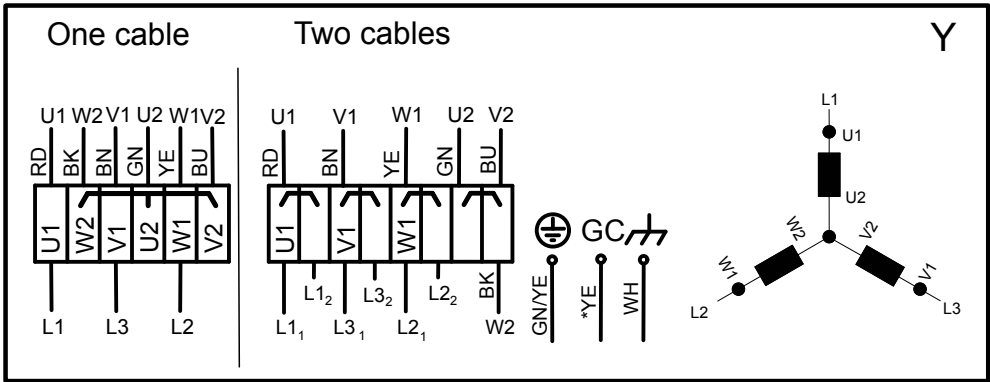 One cable
Two cables
Y
U1 W2 V1 U2 W1 V2
RD BK BN GN YE BU
U1 W2 V1 U2 W1 V2
L1 L3 L2
U1 V1 W1 U2 V2
RD BN YE GN BU
U1 V1 W1
L1₂ L3₂ L2₂ BK
L1₁ L3₁ L2₁ W2
GC
GN/YE *YE WH
L1
U1
U2
W2 V2
W1 V1
L2 L3